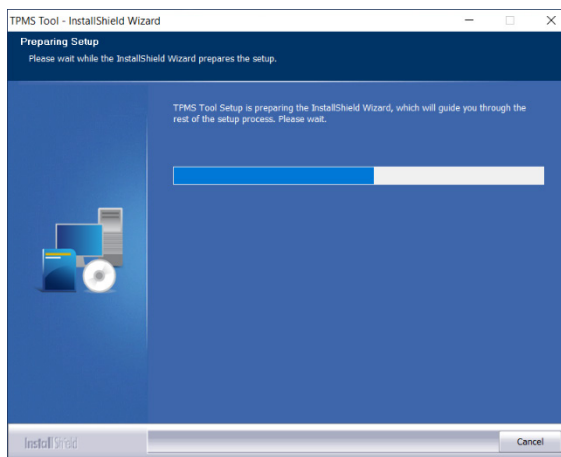 TPMS Tool - InstallShield Wizard
Preparing Setup
Please wait while the InstallShield Wizard prepares the setup.
TPMS Tool Setup is preparing the InstallShield Wizard, which will guide you through the
rest of the setup process. Please wait.
InstallShield
Cancel